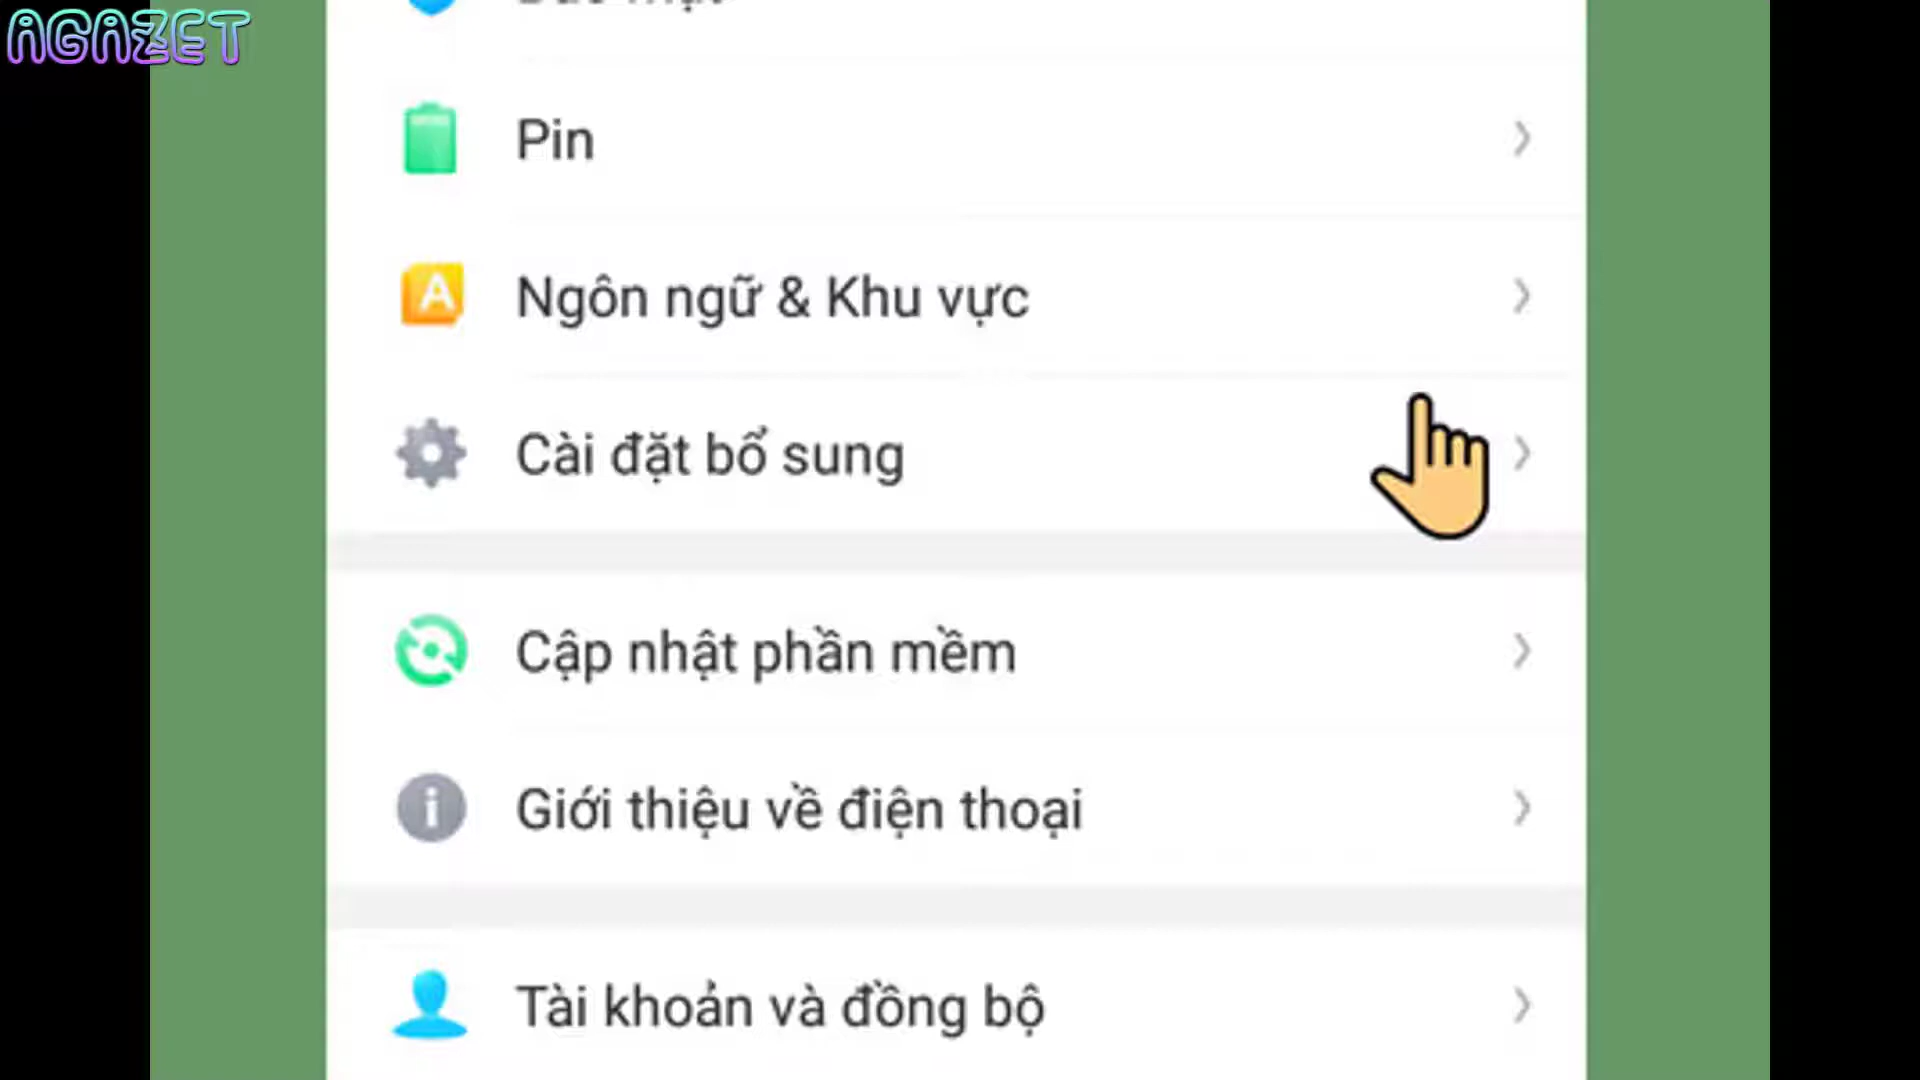 AGAZET
Pin
Ngôn ngữ & Khu vực
Cài đặt bổ sung
Cập nhật phần mềm
Giới thiệu về điện thoại
Tài khoản và đồng bộ